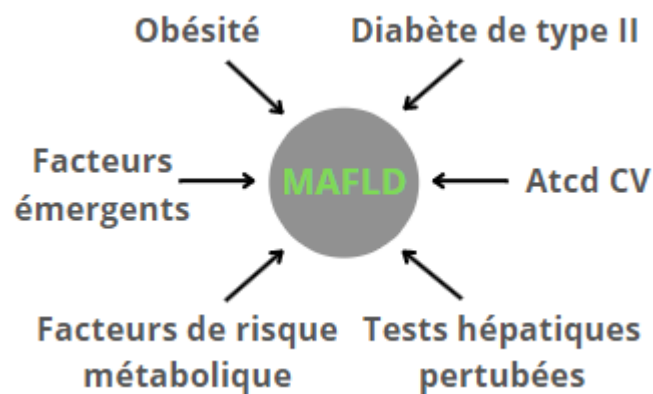 Obésité
Diabète de type II
Facteurs
émergents
MAFLD
Atcd CV
Facteurs de risque
métabolique
Tests hépatiques
pertubées